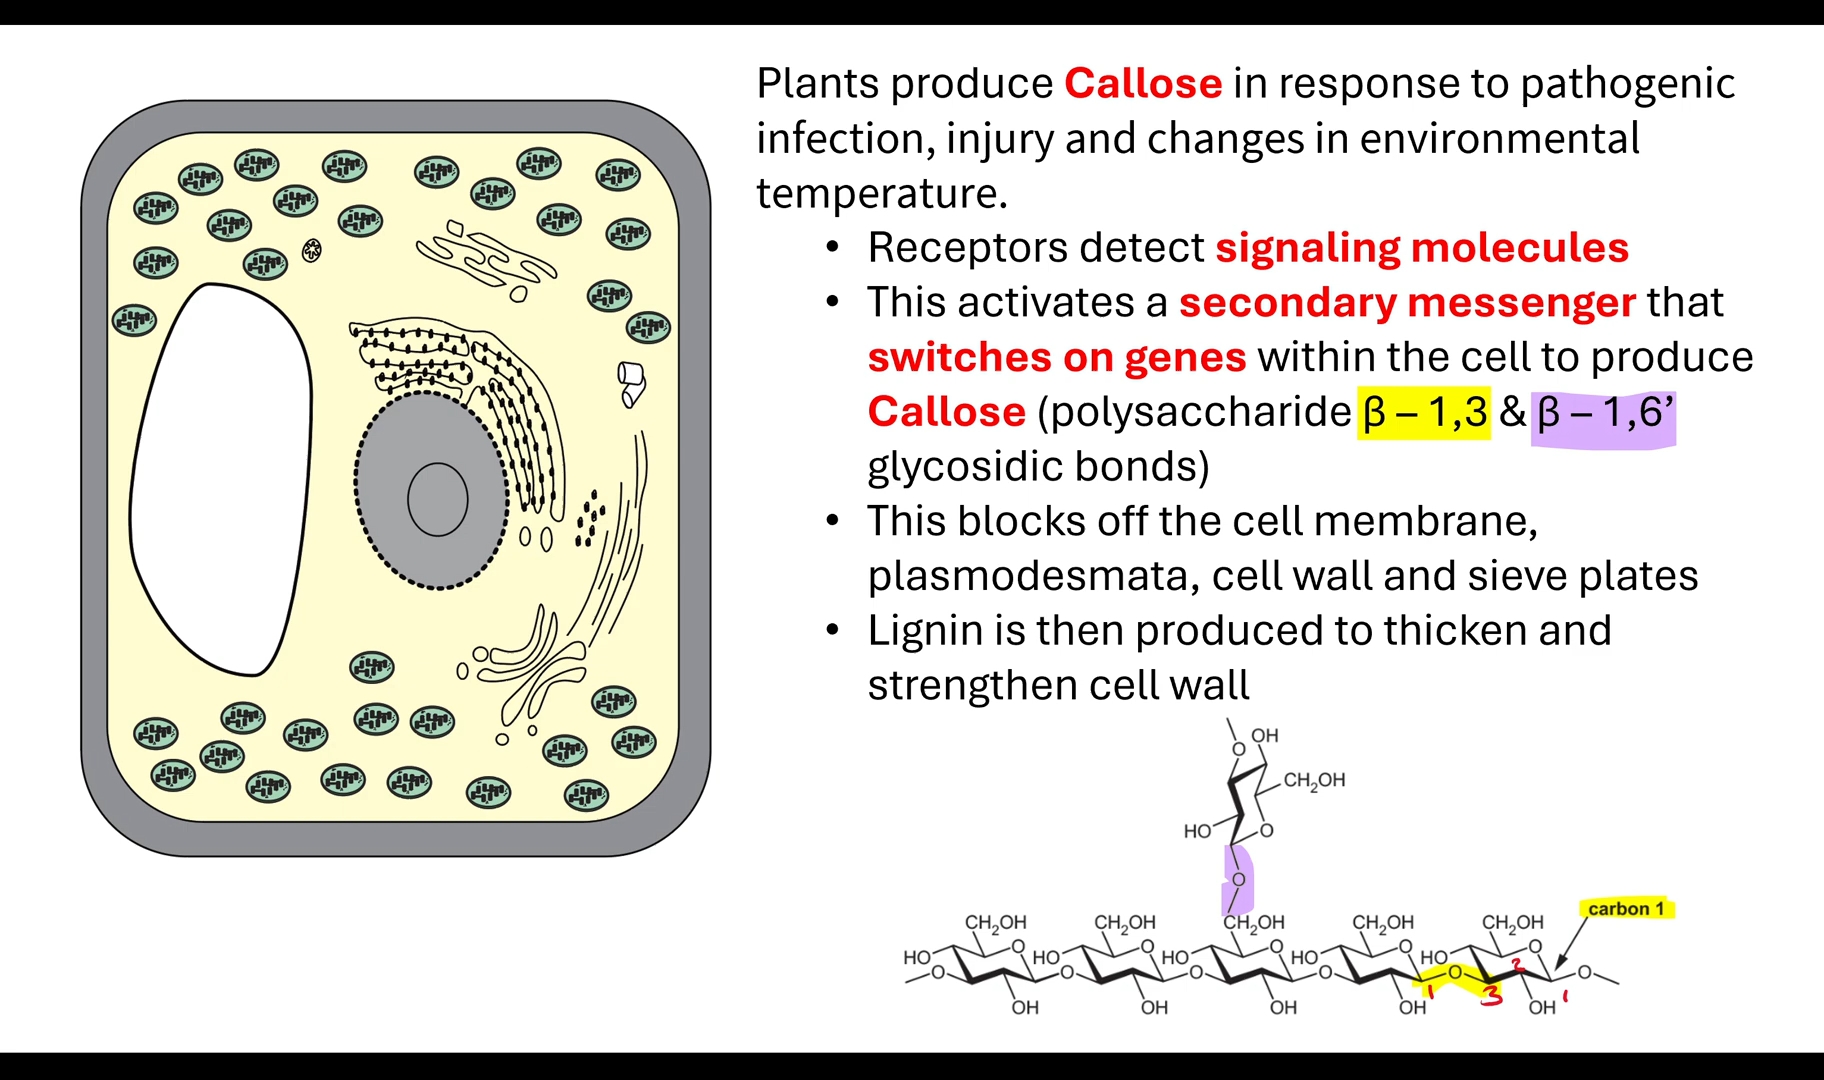 Plants produce Callose in response to pathogenic
infection, injury and changes in environmental
temperature.
• Receptors detect signaling molecules
• This activates a secondary messenger that
switches on genes within the cell to produce
Callose (polysaccharide β – 1,3 & β – 1,6’
glycosidic bonds)
• This blocks off the cell membrane,
plasmodesmata, cell wall and sieve plates
• Lignin is then produced to thicken and
strengthen cell wall
O OH
CH₂OH
HO O
O
carbon 1
CH₂OH CH₂OH CH₂OH CH₂OH CH₂OH
HO O HO O HO O HO O HO O 2
O O O O O O
1 3 1
OH OH OH OH OH